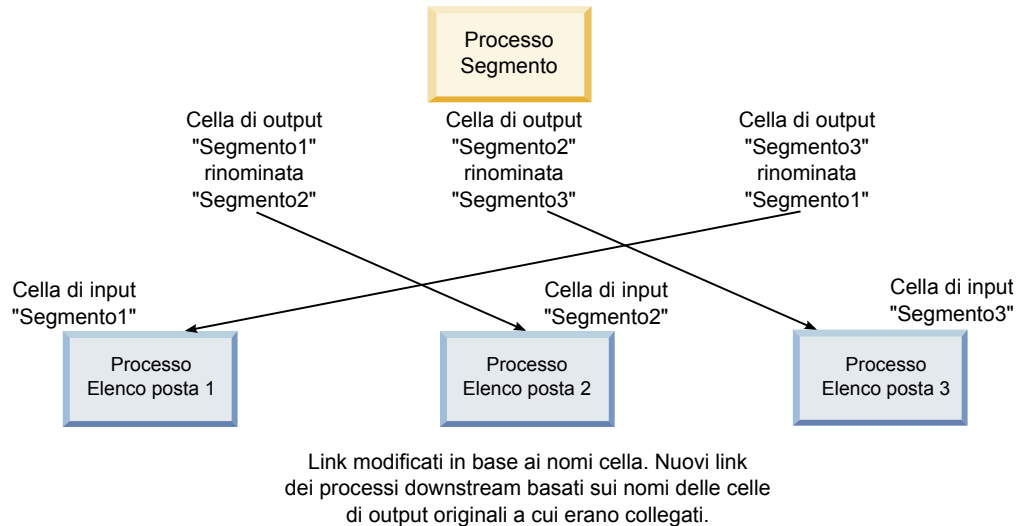 Processo
Segmento
Cella di output
"Segmento1"
rinominata
"Segmento2"
Cella di output
"Segmento2"
rinominata
"Segmento3"
Cella di output
"Segmento3"
rinominata
"Segmento1"
Cella di input
"Segmento1"
Cella di input
"Segmento2"
Cella di input
"Segmento3"
Processo
Elenco posta 1
Processo
Elenco posta 2
Processo
Elenco posta 3
Link modificati in base ai nomi cella. Nuovi link
dei processi downstream basati sui nomi delle celle
di output originali a cui erano collegati.